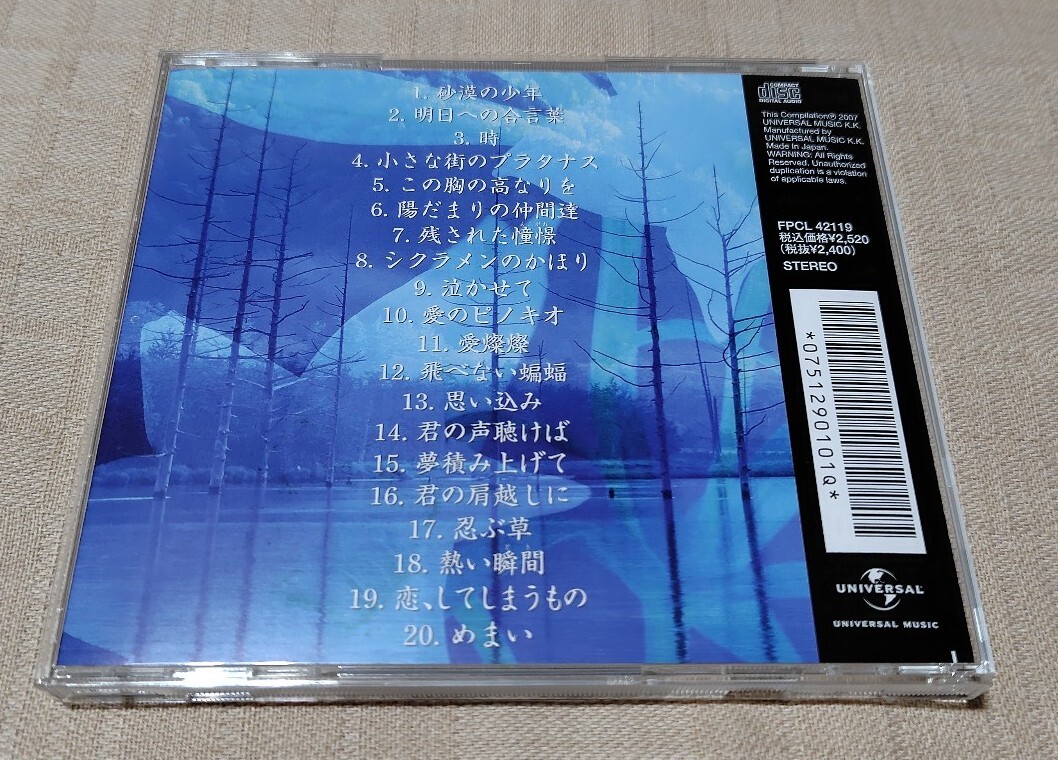 1. 砂漠の少年
2. 明日への合言葉
3. 時
4. 小さな街のプラタナス
5. この胸の高なりを
6. 陽だまりの仲間達
7. 残された憧憬
8. シクラメンのかほり
9. 泣かせて
10. 愛のピノキオ
11. 愛燦燦
12. 飛べない蝙蝠
13. 思い込み
14. 君の声聴けば
15. 夢積み上げて
16. 君の肩越しに
17. 忍ぶ草
18. 熱い瞬間
19. 恋、してしまうもの
20. めまい
COMPACT
disc
DIGITAL AUDIO
This Compilation℗ 2007
UNIVERSAL MUSIC K.K.
Manufactured by
UNIVERSAL MUSIC K.K.
Made In Japan.
WARNING: All Rights
Reserved. Unauthorized
duplication is a violation
of applicable laws.
FPCL 42119
税込価格¥2,520
(税抜¥2,400)
STEREO
*0751290101Q*
UNIVERSAL
UNIVERSAL MUSIC